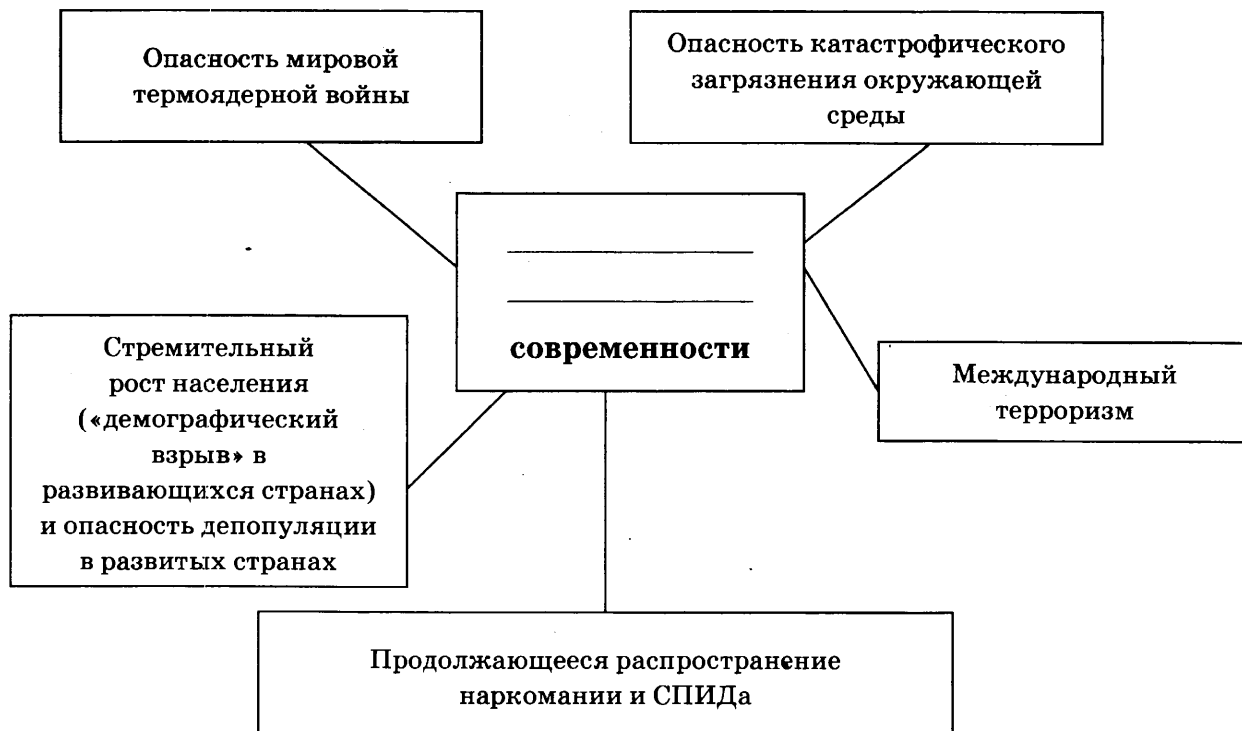 Опасность мировой
термоядерной войны
Опасность катастрофического
загрязнения окружающей
среды
современности
Стремительный
рост населения
(«демографический
взрыв» в
развивающихся странах)
и опасность депопуляции
в развитых странах
Международный
терроризм
Продолжающееся распространение
наркомании и СПИДа